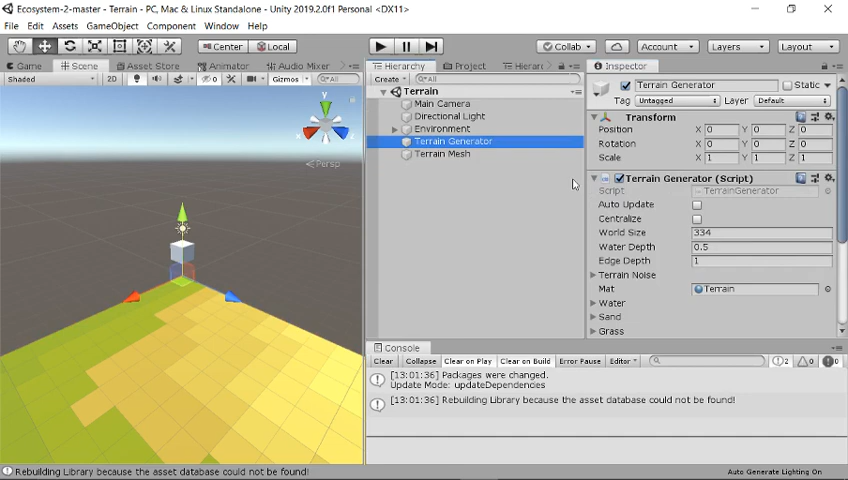 Ecosystem-2-master - Terrain - PC, Mac & Linux Standalone - Unity 2019.2.0f1 Personal <DX11>
File Edit Assets GameObject Component Window Help
Center Local Collab Account Layers Layout
Game Scene Asset Store Animator Audio Mixer
Shaded 2D 0 Gizmos All
y
x
z
Persp
Hierarchy Project Hierarc
Create All
Terrain
Main Camera
Directional Light
Environment
Terrain Generator
Terrain Mesh
Inspector
Terrain Generator Static
Tag Untagged Layer Default
Transform
Position X 0 Y 0 Z 0
Rotation X 0 Y 0 Z 0
Scale X 1 Y 1 Z 1
Terrain Generator (Script)
Script TerrainGenerator
Auto Update
Centralize
World Size 334
Water Depth 0.5
Edge Depth 1
Terrain Noise
Mat Terrain
Water
Sand
Grass
Console
Clear Collapse Clear on Play Clear on Build Error Pause Editor 2 0 0
[13:01:36] Packages were changed.
Update Mode: updateDependencies
[13:01:36] Rebuilding Library because the asset database could not be found!
Rebuilding Library because the asset database could not be found!
Auto Generate Lighting On